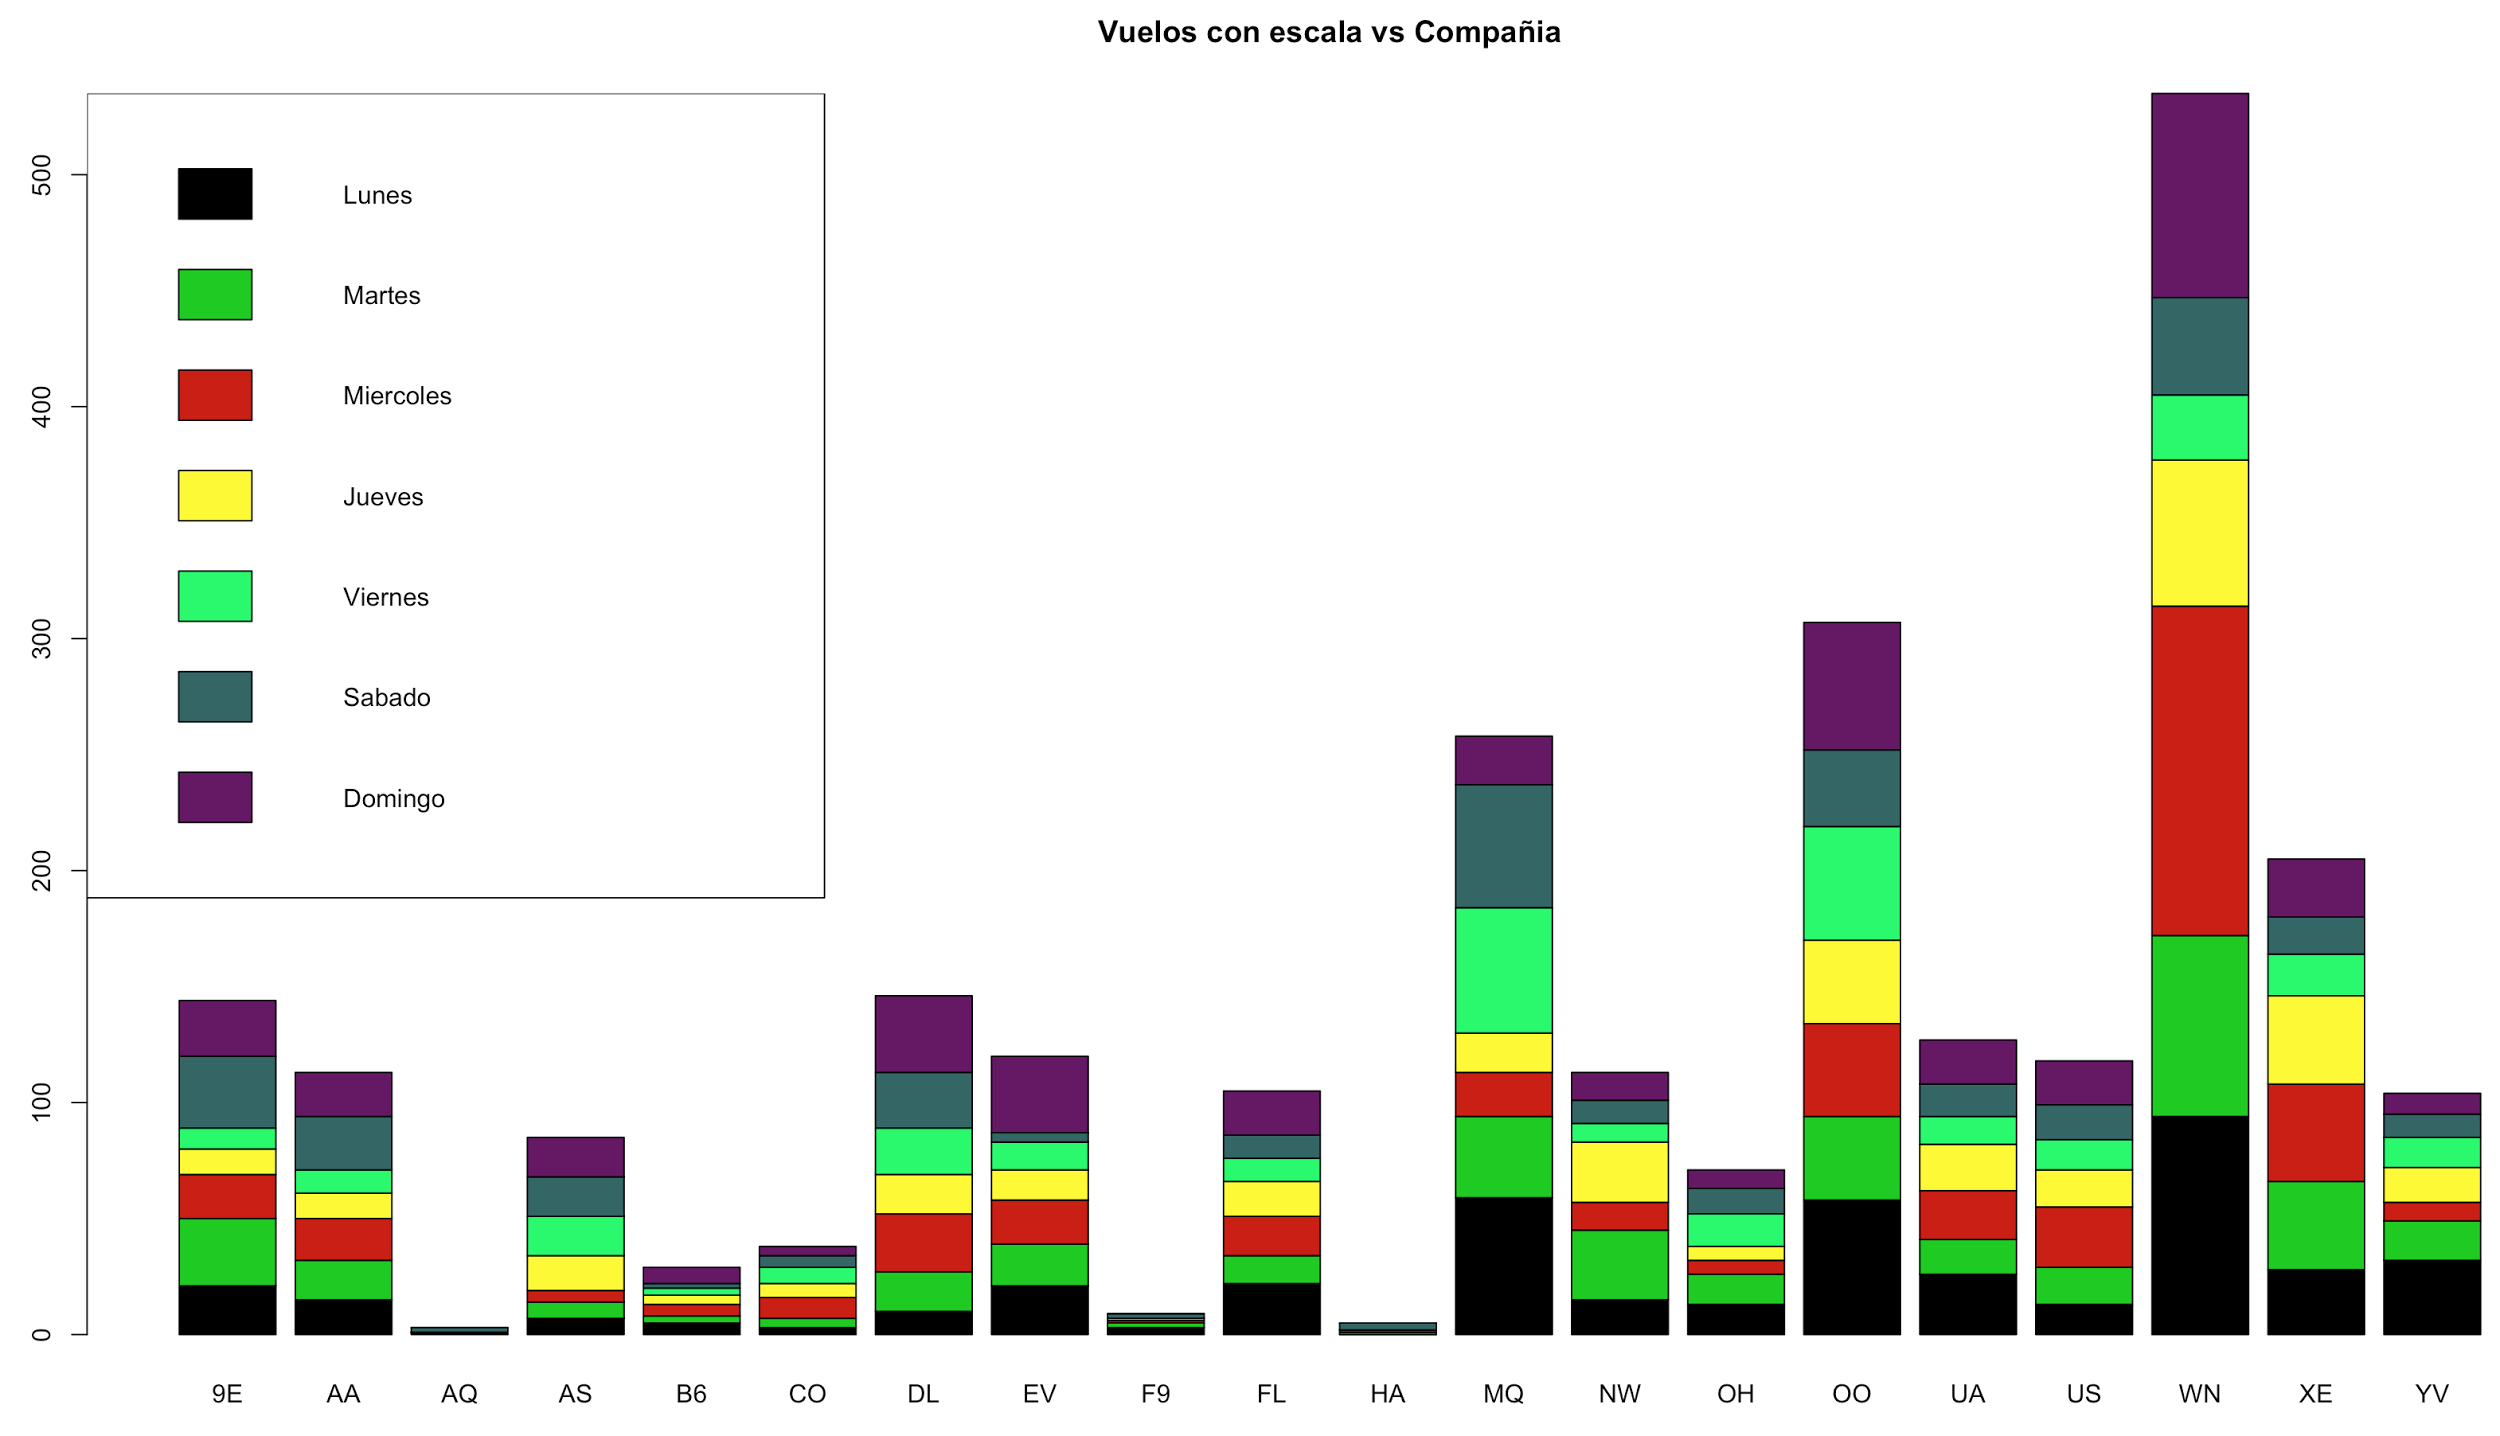 Vuelos con escala vs Compañia
500
400
300
200
100
0
Lunes
Martes
Miercoles
Jueves
Viernes
Sabado
Domingo
9E AA AQ AS B6 CO DL EV F9 FL HA MQ NW OH OO UA US WN XE YV